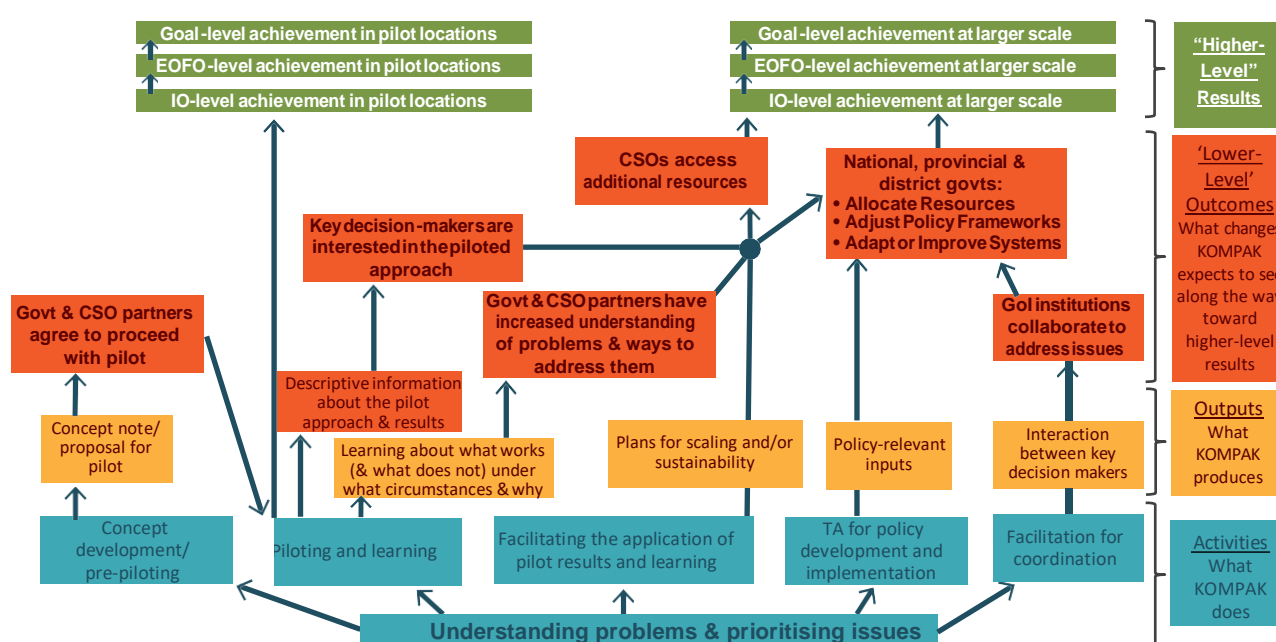 Goal-level achievement in pilot locations
EOFO-level achievement in pilot locations
IO-level achievement in pilot locations
Goal-level achievement at larger scale
EOFO-level achievement at larger scale
IO-level achievement at larger scale
“Higher-
Level”
Results
CSOs access
additional resources
National, provincial &
district govts:
• Allocate Resources
• Adjust Policy Frameworks
• Adapt or Improve Systems
Key decision-makers are
interested in the piloted
approach
Govt & CSO partners
agree to proceed
with pilot
Govt & CSO partners have
increased understanding
of problems & ways to
address them
GoI institutions
collaborate to
address issues
Descriptive information
about the pilot
approach & results
‘Lower-
Level’
Outcomes
What change
KOMPAK
expects to se
along the wa
toward
higher-level
results
Concept note/
proposal for
pilot
Learning about what works
(& what does not) under
what circumstances & why
Plans for scaling and/or
sustainability
Policy-relevant
inputs
Interaction
between key
decision makers
Outputs
What
KOMPAK
produces
Concept
development/
pre-piloting
Piloting and learning
Facilitating the application of
pilot results and learning
TA for policy
development and
implementation
Facilitation for
coordination
Activities
What
KOMPAK
does
Understanding problems & prioritising issues